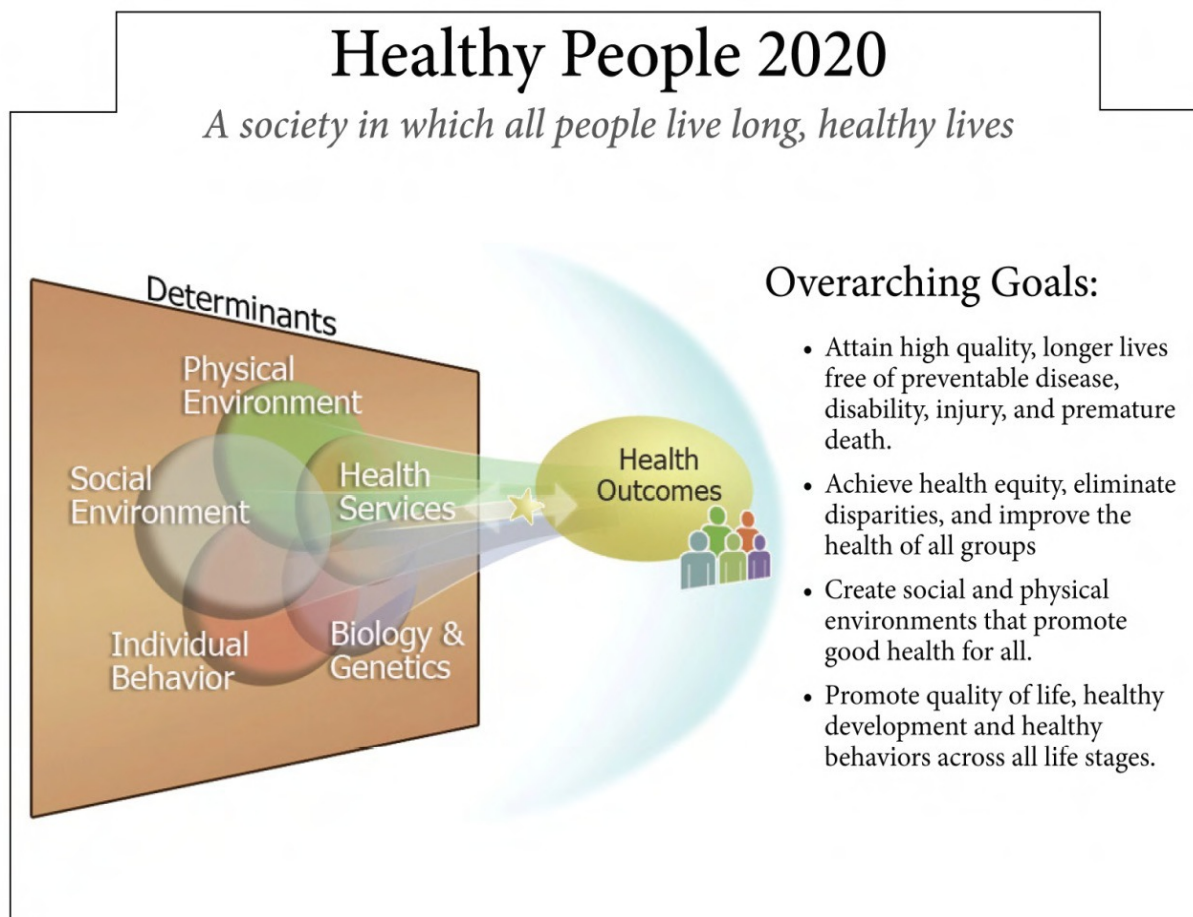 Healthy People 2020
A society in which all people live long, healthy lives
Determinants
Physical
Environment
Social
Environment
Health
Services
Individual
Behavior
Biology &
Genetics
Health
Outcomes
Overarching Goals:
• Attain high quality, longer lives
free of preventable disease,
disability, injury, and premature
death.
• Achieve health equity, eliminate
disparities, and improve the
health of all groups
• Create social and physical
environments that promote
good health for all.
• Promote quality of life, healthy
development and healthy
behaviors across all life stages.